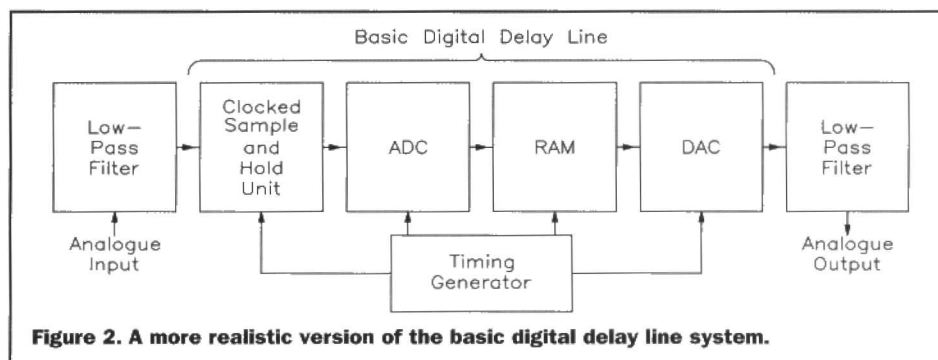 Basic Digital Delay Line
Low–
Pass
Filter
Clocked
Sample
and
Hold
Unit
ADC
RAM
DAC
Low–
Pass
Filter
Analogue
Input
Timing
Generator
Analogue
Output
Figure 2. A more realistic version of the basic digital delay line system.